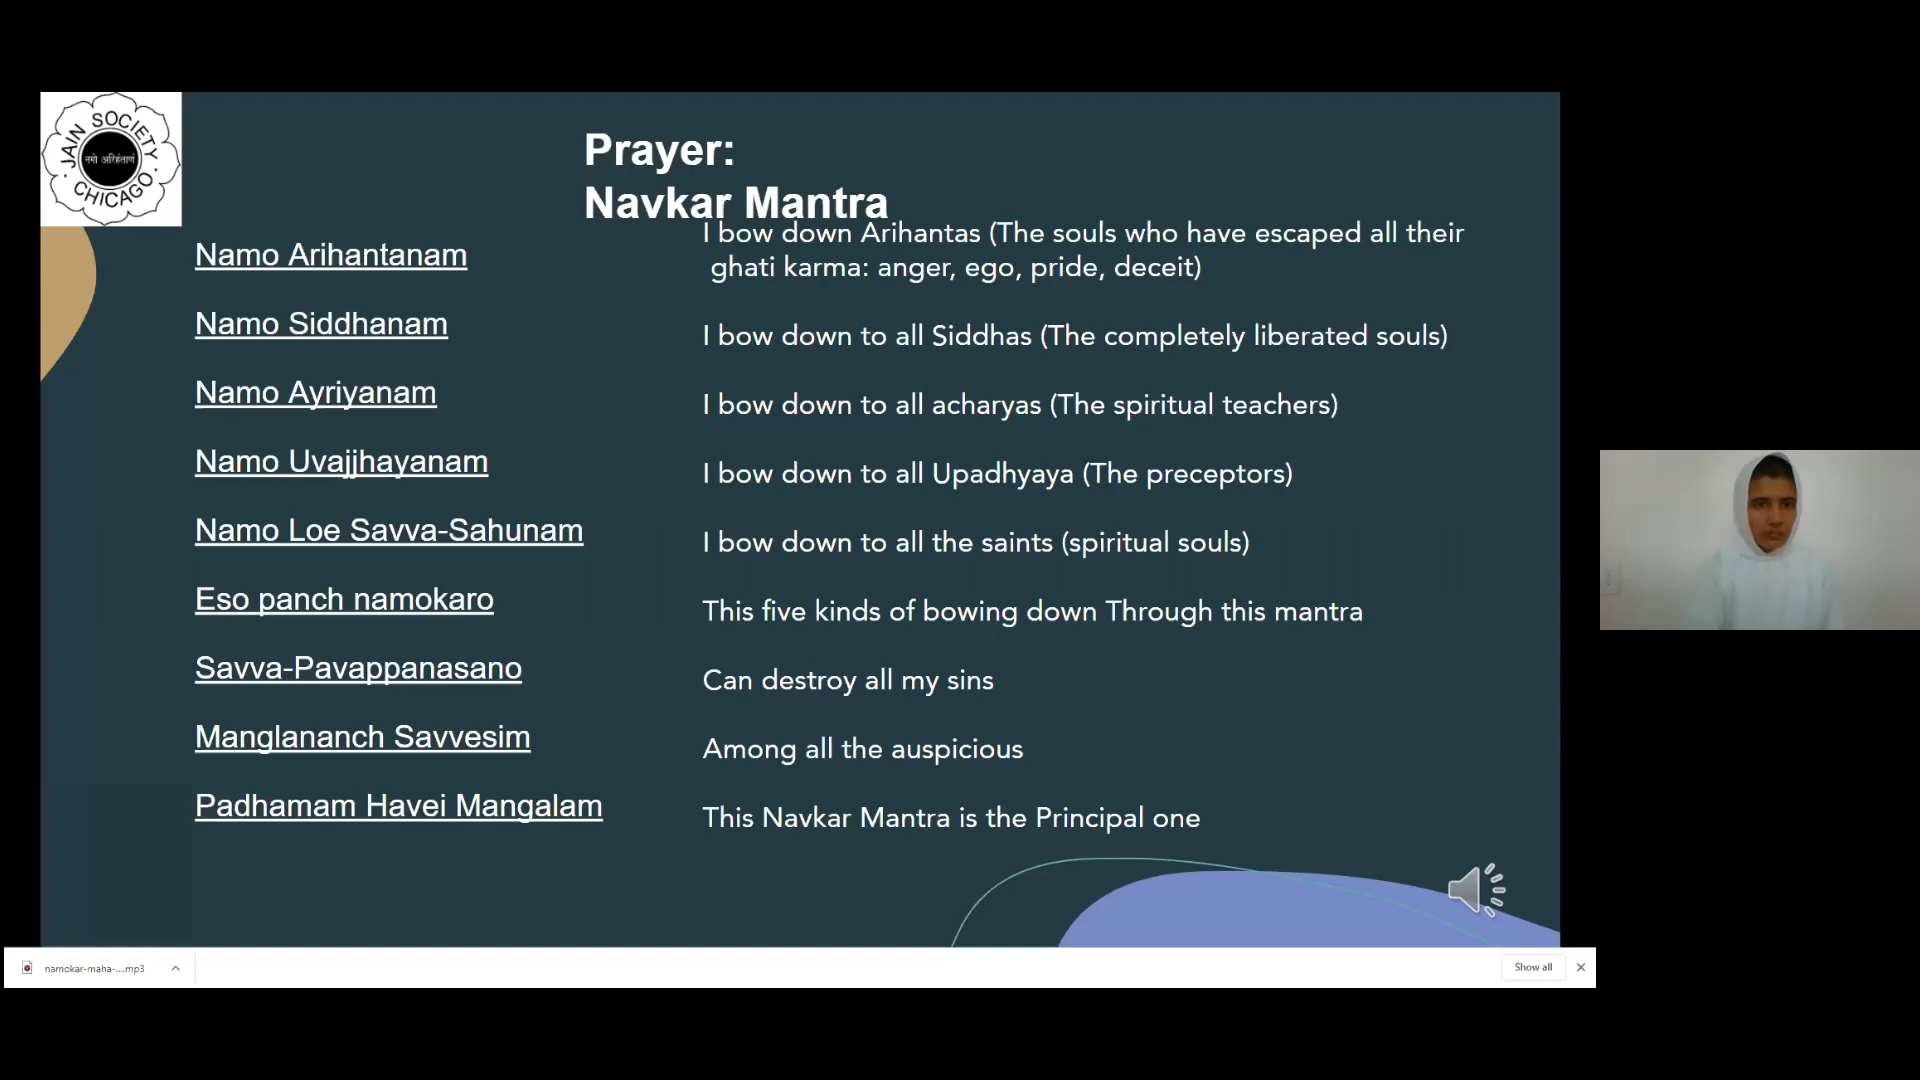 JAIN SOCIETY
नमो अरिहंताणं
CHICAGO
Prayer:
Navkar Mantra
Namo Arihantanam
I bow down Arihantas (The souls who have escaped all their
ghati karma: anger, ego, pride, deceit)
Namo Siddhanam
I bow down to all Siddhas (The completely liberated souls)
Namo Ayriyanam
I bow down to all acharyas (The spiritual teachers)
Namo Uvajjhayanam
I bow down to all Upadhyaya (The preceptors)
Namo Loe Savva-Sahunam
I bow down to all the saints (spiritual souls)
Eso panch namokaro
This five kinds of bowing down Through this mantra
Savva-Pavappanasano
Can destroy all my sins
Manglananch Savvesim
Among all the auspicious
Padhamam Havei Mangalam
This Navkar Mantra is the Principal one
namokar-maha-....mp3
Show all